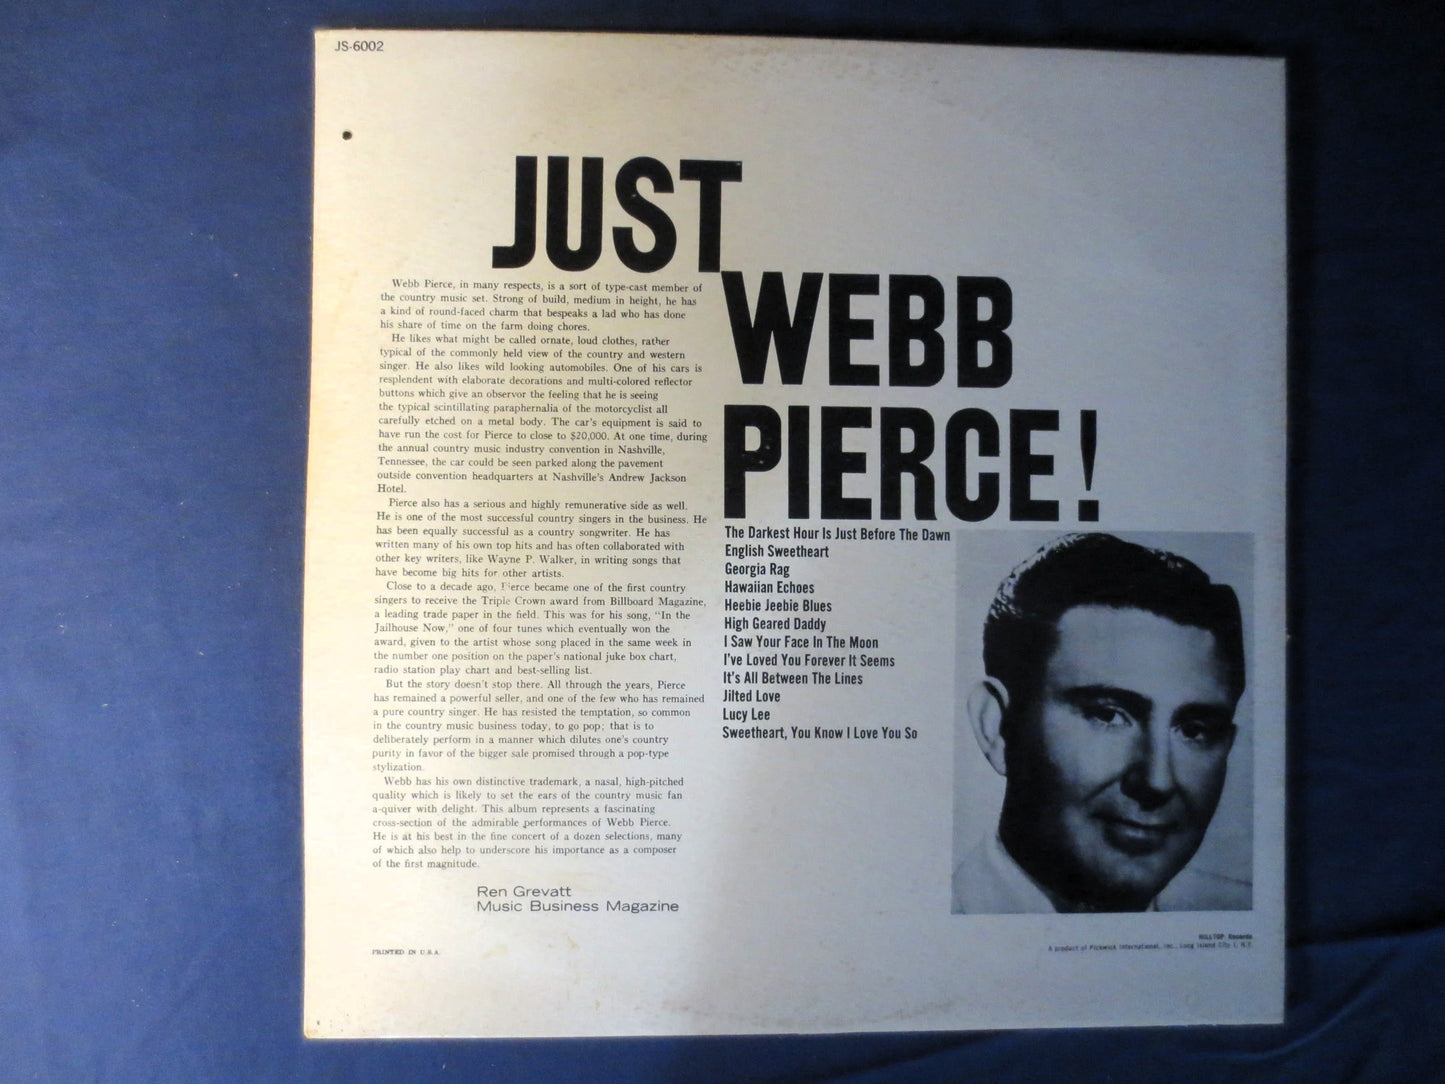 JS-6002
JUST
WEBB
PIERCE!
Webb Pierce, in many respects, is a sort of type-cast member of
the country music set. Strong of build, medium in height, he has
a kind of round-faced charm that bespeaks a lad who has done
his share of time on the farm doing chores.
He likes what might be called ornate, loud clothes, rather
typical of the commonly held view of the country and western
singer. He also likes wild looking automobiles. One of his cars is
resplendent with elaborate decorations and multi-colored reflector
buttons which give an observor the feeling that he is seeing
the typical scintillating paraphernalia of the motorcyclist all
carefully etched on a metal body. The car's equipment is said to
have run the cost for Pierce to close to $20,000. At one time, during
the annual country music industry convention in Nashville,
Tennessee, the car could be seen parked along the pavement
outside convention headquarters at Nashville's Andrew Jackson
Hotel.
Pierce also has a serious and highly remunerative side as well.
He is one of the most successful country singers in the business. He
has been equally successful as a country songwriter. He has
written many of his own top hits and has often collaborated with
other key writers, like Wayne P. Walker, in writing songs that
have become big hits for other artists.
Close to a decade ago, Pierce became one of the first country
singers to receive the Triple Crown award from Billboard Magazine,
a leading trade paper in the field. This was for his song, "In the
Jailhouse Now," one of four tunes which eventually won the
award, given to the artist whose song placed in the same week in
the number one position on the paper's national juke box chart,
radio station play chart and best-selling list.
But the story doesn't stop there. All through the years, Pierce
has remained a powerful seller, and one of the few who has remained
a pure country singer. He has resisted the temptation, so common
in the country music business today, to go pop; that is to
deliberately perform in a manner which dilutes one's country
purity in favor of the bigger sale promised through a pop-type
stylization.
Webb has his own distinctive trademark, a nasal, high-pitched
quality which is likely to set the ears of the country music fan
a-quiver with delight. This album represents a fascinating
cross-section of the admirable performances of Webb Pierce.
He is at his best in the fine concert of a dozen selections, many
of which also help to underscore his importance as a composer
of the first magnitude.
Ren Grevatt
Music Business Magazine
PRINTED IN U.S.A.
The Darkest Hour Is Just Before The Dawn
English Sweetheart
Georgia Rag
Hawaiian Echoes
Heebie Jeebie Blues
High Geared Daddy
I Saw Your Face In The Moon
I've Loved You Forever It Seems
It's All Between The Lines
Jilted Love
Lucy Lee
Sweetheart, You Know I Love You So
HILLTOP Records
A product of Pickwick International, Inc., Long Island City 1, N.Y.